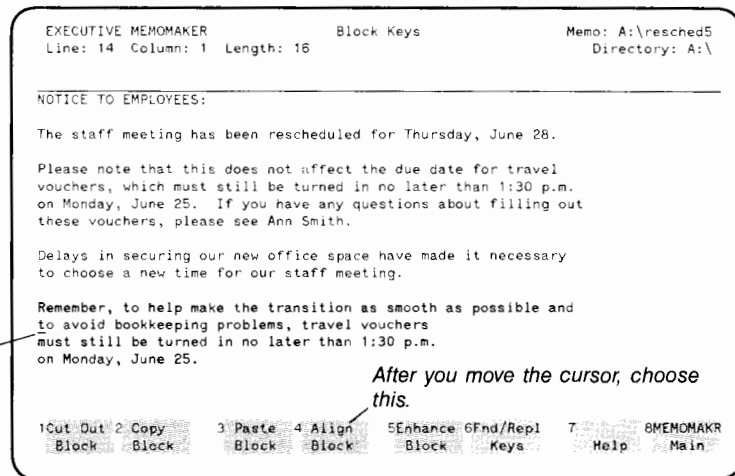 EXECUTIVE MEMOMAKER Block Keys Memo: A:\resched5
Line: 14 Column: 1 Length: 16 Directory: A:\
NOTICE TO EMPLOYEES:
The staff meeting has been rescheduled for Thursday, June 28.
Please note that this does not affect the due date for travel
vouchers, which must still be turned in no later than 1:30 p.m.
on Monday, June 25. If you have any questions about filling out
these vouchers, please see Ann Smith.
Delays in securing our new office space have made it necessary
to choose a new time for our staff meeting.
Remember, to help make the transition as smooth as possible and
to avoid bookkeeping problems, travel vouchers
must still be turned in no later than 1:30 p.m.
on Monday, June 25.
After you move the cursor, choose
this.
1Cut Out 2 Copy 3 Paste 4 Align 5Enhance 6Fnd/Repl 7 8MEMOMAKR
Block Block Block Block Block Keys Help Main